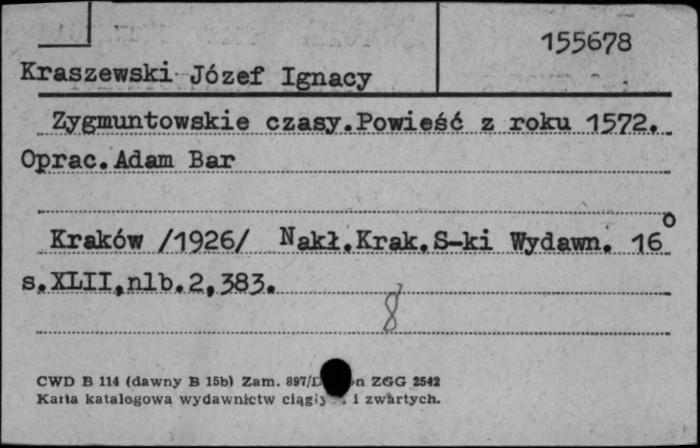 155678
Kraszewski Józef Ignacy
Zygmuntowskie czasy.Powieść z roku 1572.
Oprac.Adam Bar
Kraków /1926/ Nakł.Krak.S-ki Wydawn. 16°
s.XLII,nlb.2,383.
8
CWD B 114 (dawny B 15b) Zam. 897/ ZGG 2542
Karta katalogowa wydawnictw i zwartych.